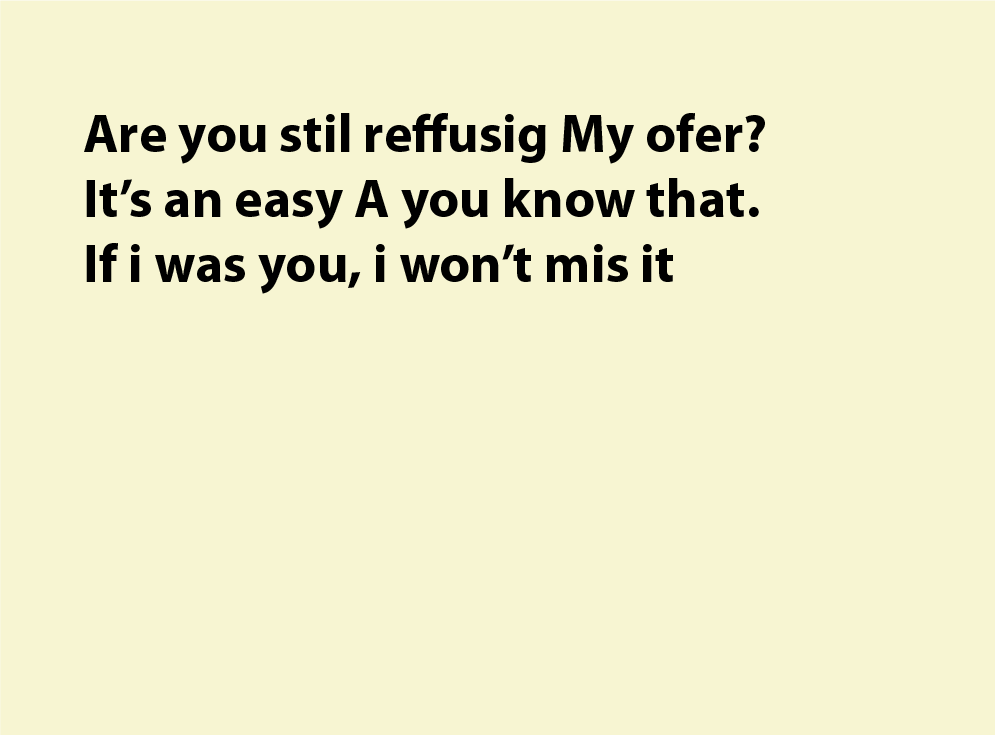 Are you stil reffusig My ofer?
It’s an easy A you know that.
If i was you, i won’t mis it